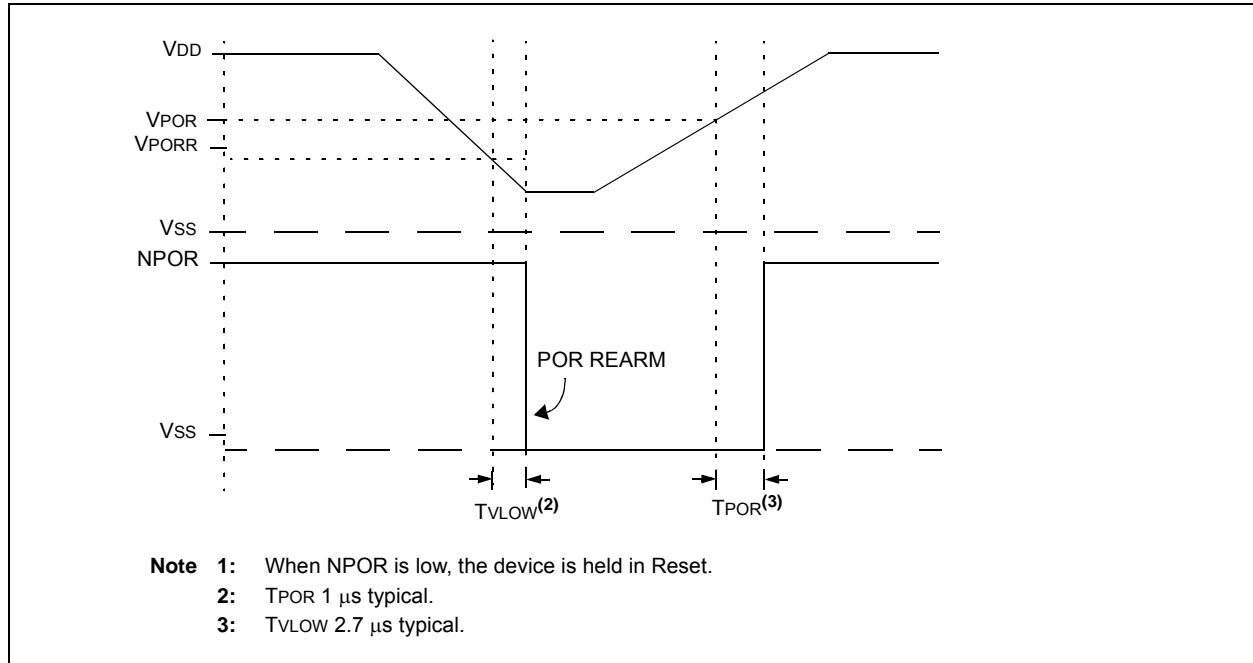 VDD
VPOR
VPORR
VSS
NPOR
POR REARM
VSS
TVLOW(2)
TPOR(3)
Note 1: When NPOR is low, the device is held in Reset.
2: TPOR 1 μs typical.
3: TVLOW 2.7 μs typical.